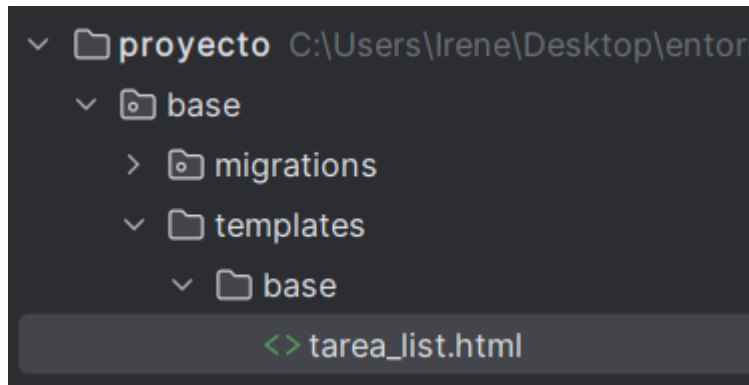 proyecto C:\Users\Irene\Desktop\entor
base
migrations
templates
base
<> tarea_list.html